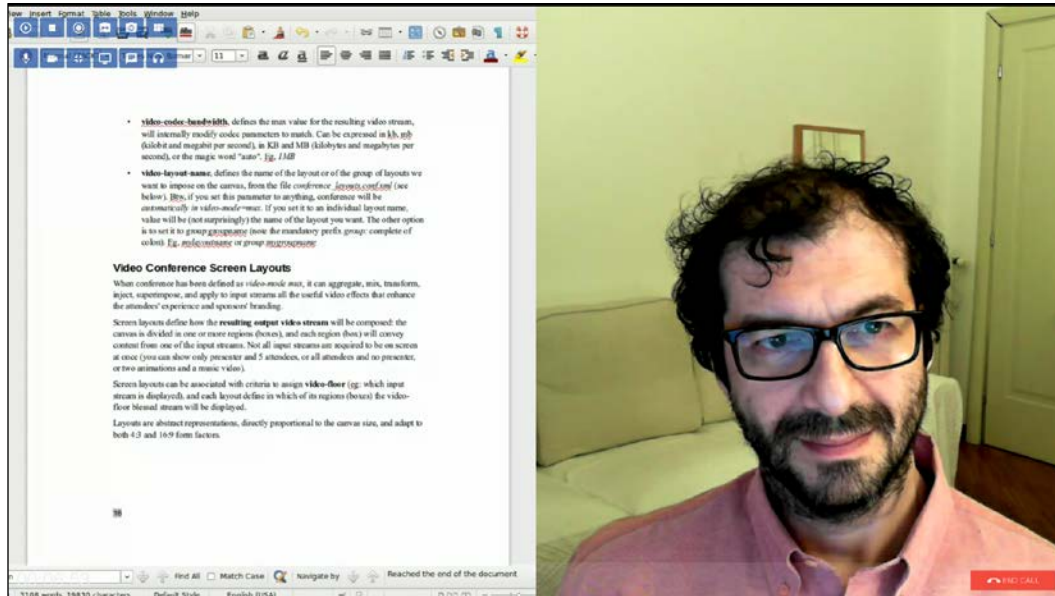 View Insert Format Table Tools Window Help
11
• video-codec-bandwidth, defines the max value for the resulting video stream,
will internally modify codec parameters to match. Can be expressed in kb, mb
(kilobit and megabit per second), in KB and MB (kilobytes and megabytes per
second), or the magic word "auto". Eg, 1MB
• video-layout-name, defines the name of the layout or of the group of layouts we
want to impose on the canvas, from the file conference_layouts.conf.xml (see
below). Btw, if you set this parameter to anything, conference will be
automatically in video-mode=mux. If you set it to an individual layout name,
value will be (not surprisingly) the name of the layout you want. The other option
is to set it to group:groupname (note the mandatory prefix group: complete of
colon). Eg, mylayoutname or group:mygroupname
Video Conference Screen Layouts
When conference has been defined as video-mode mux, it can aggregate, mix, transform,
inject, superimpose, and apply to input streams all the useful video effects that enhance
the attendees' experience and sponsors' branding.
Screen layouts define how the resulting output video stream will be composed: the
canvas is divided in one or more regions (boxes), and each region (box) will convey
content from one of the input streams. Not all input streams are required to be on screen
at once (you can show only presenter and 5 attendees, or all attendees and no presenter,
or two animations and a music video).
Screen layouts can be associated with criteria to assign video-floor (eg: which input
stream is displayed), and each layout define in which of its regions (boxes) the video-
floor blessed stream will be displayed.
Layouts are abstract representations, directly proportional to the canvas size, and adapt to
both 4:3 and 16:9 form factors.
Find All Match Case Navigate by Reached the end of the document
Default Style English (USA)
END CALL